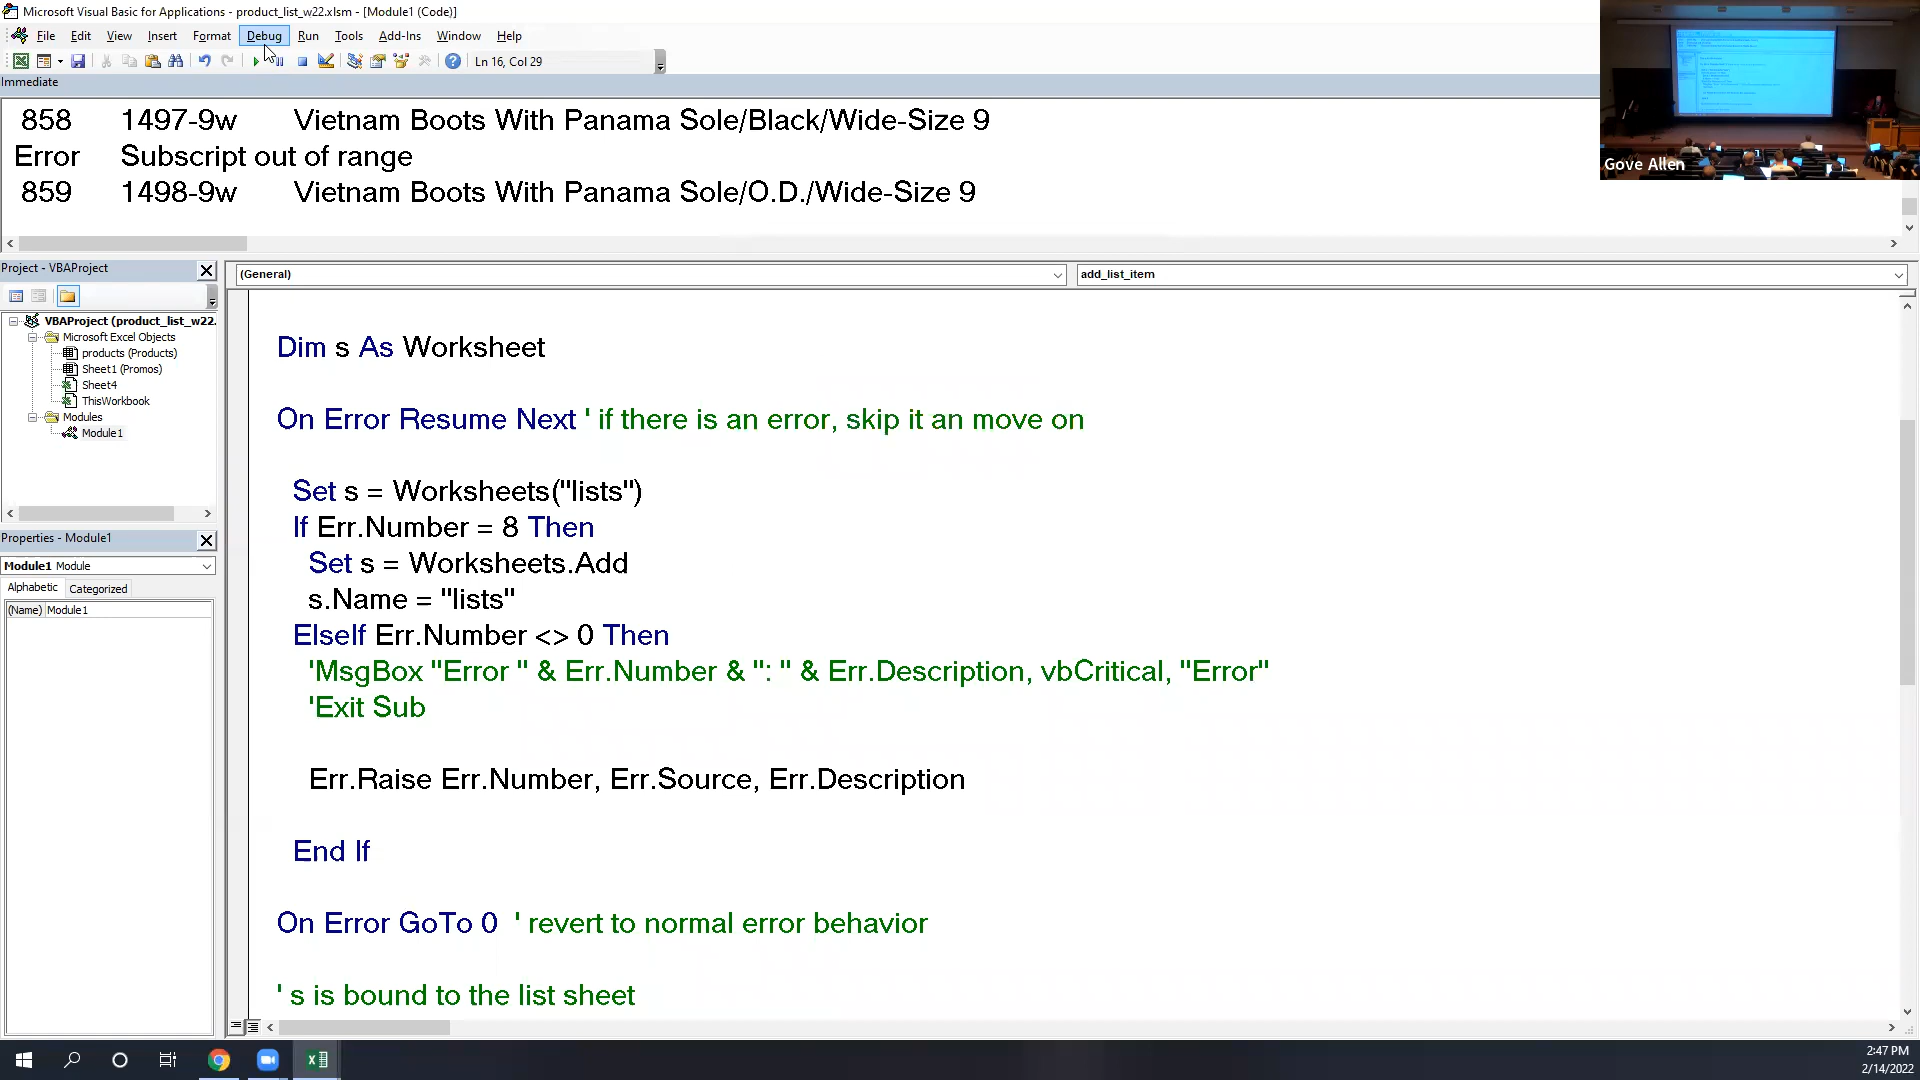 Microsoft Visual Basic for Applications - product_list_w22.xlsm - [Module1 (Code)]
File Edit View Insert Format Debug Run Tools Add-Ins Window Help
Ln 16, Col 29
Immediate
858 1497-9w Vietnam Boots With Panama Sole/Black/Wide-Size 9
Error Subscript out of range
859 1498-9w Vietnam Boots With Panama Sole/O.D./Wide-Size 9
Gove Allen
Project - VBAProject
VBAProject (product_list_w22.
Microsoft Excel Objects
products (Products)
Sheet1 (Promos)
Sheet4
ThisWorkbook
Modules
Module1
Properties - Module1
Module1 Module
Alphabetic Categorized
(Name) Module1
(General) add_list_item
Dim s As Worksheet
On Error Resume Next ' if there is an error, skip it an move on
Set s = Worksheets("lists")
If Err.Number = 8 Then
Set s = Worksheets.Add
s.Name = "lists"
ElseIf Err.Number <> 0 Then
'MsgBox "Error " & Err.Number & ": " & Err.Description, vbCritical, "Error"
'Exit Sub
Err.Raise Err.Number, Err.Source, Err.Description
End If
On Error GoTo 0 ' revert to normal error behavior
' s is bound to the list sheet
2:47 PM
2/14/2022